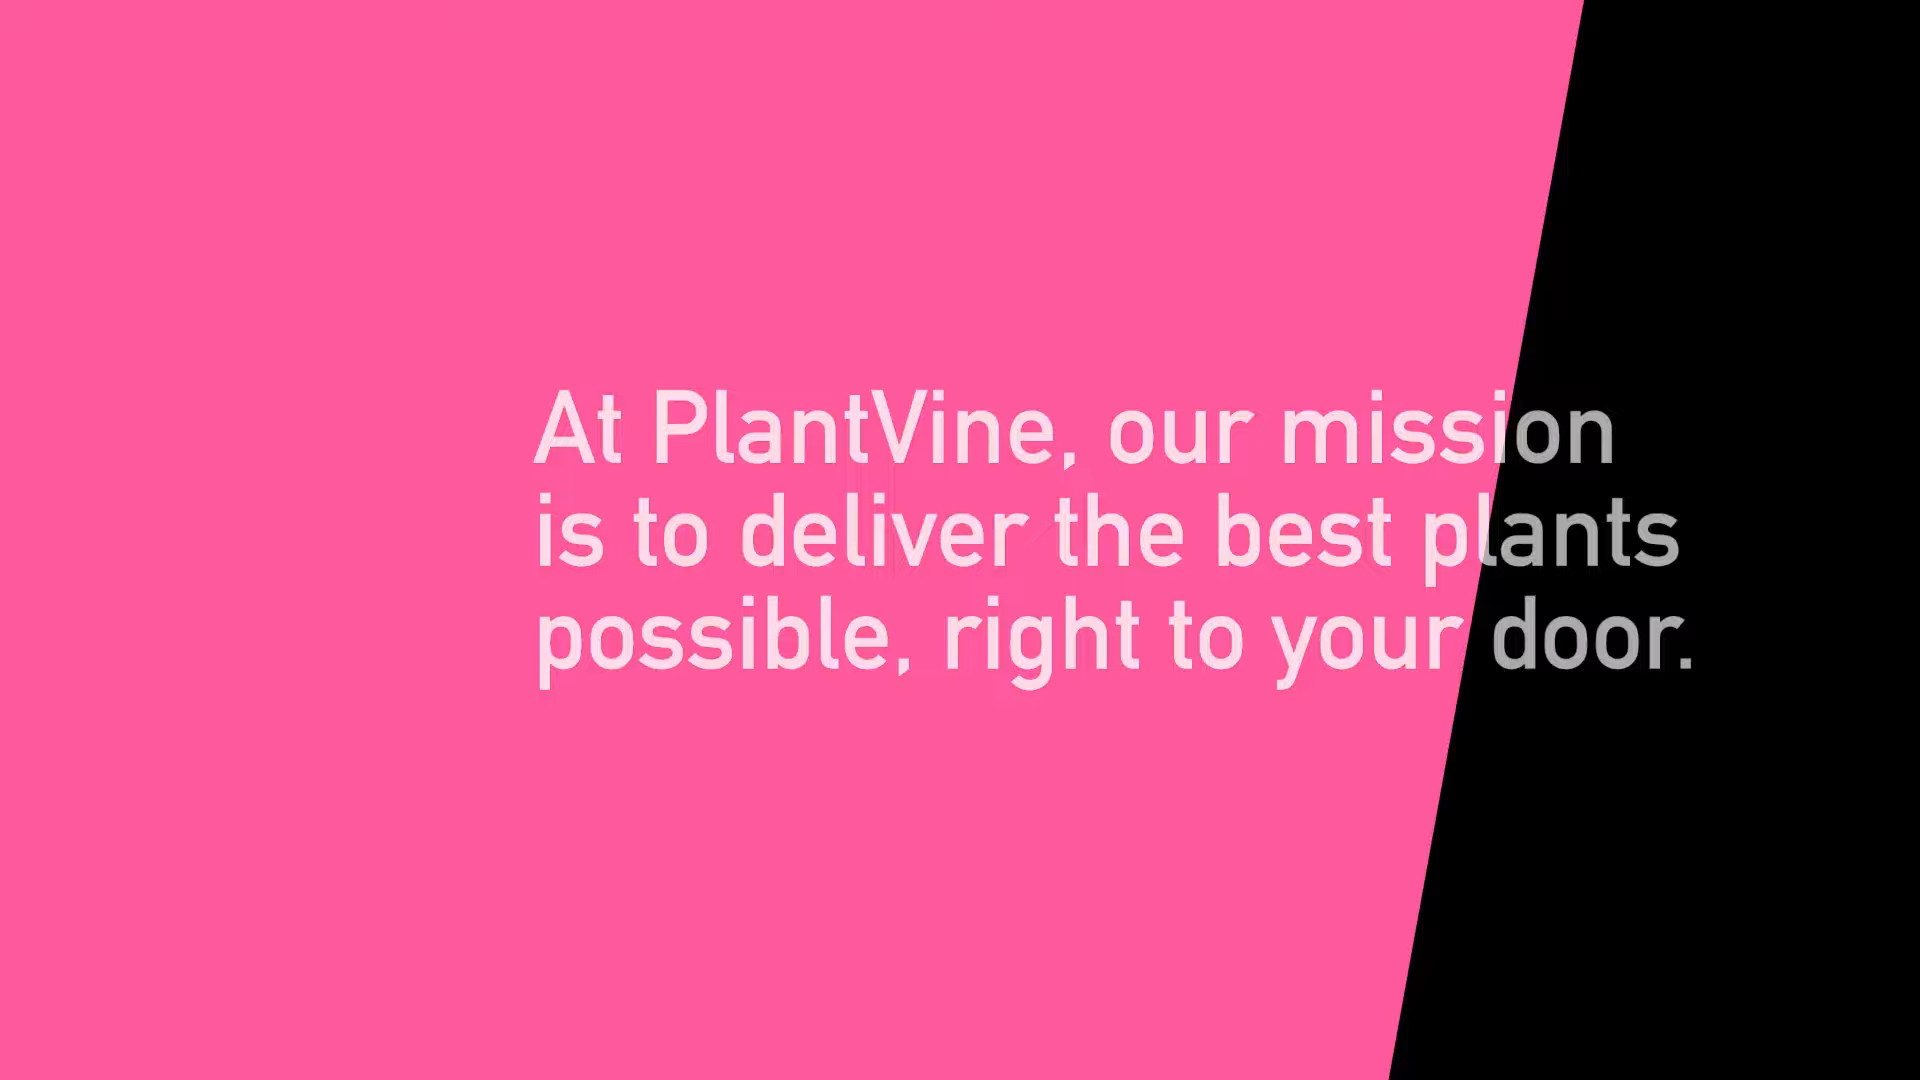 At PlantVine, our mission
is to deliver the best plants
possible, right to your door.